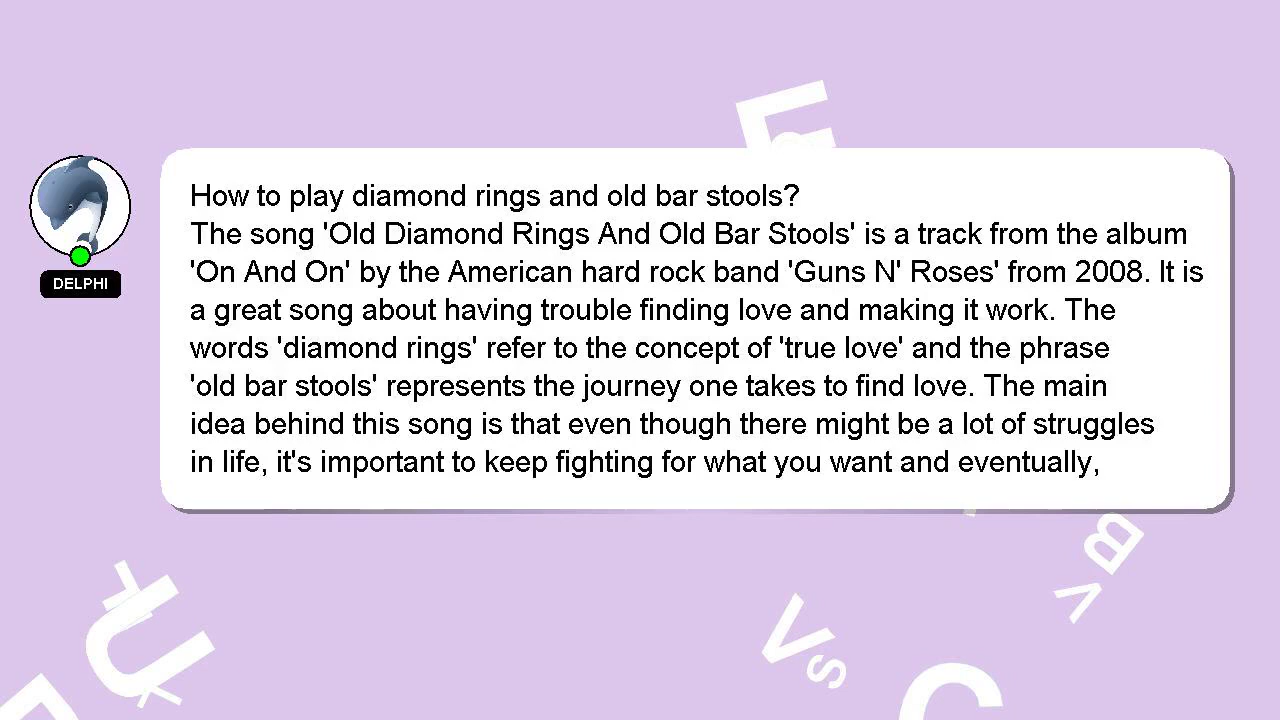 How to play diamond rings and old bar stools?
The song 'Old Diamond Rings And Old Bar Stools' is a track from the album
'On And On' by the American hard rock band 'Guns N' Roses' from 2008. It is
a great song about having trouble finding love and making it work. The
words 'diamond rings' refer to the concept of 'true love' and the phrase
'old bar stools' represents the journey one takes to find love. The main
idea behind this song is that even though there might be a lot of struggles
in life, it's important to keep fighting for what you want and eventually,
DELPHI
U
V
S
C
B
V